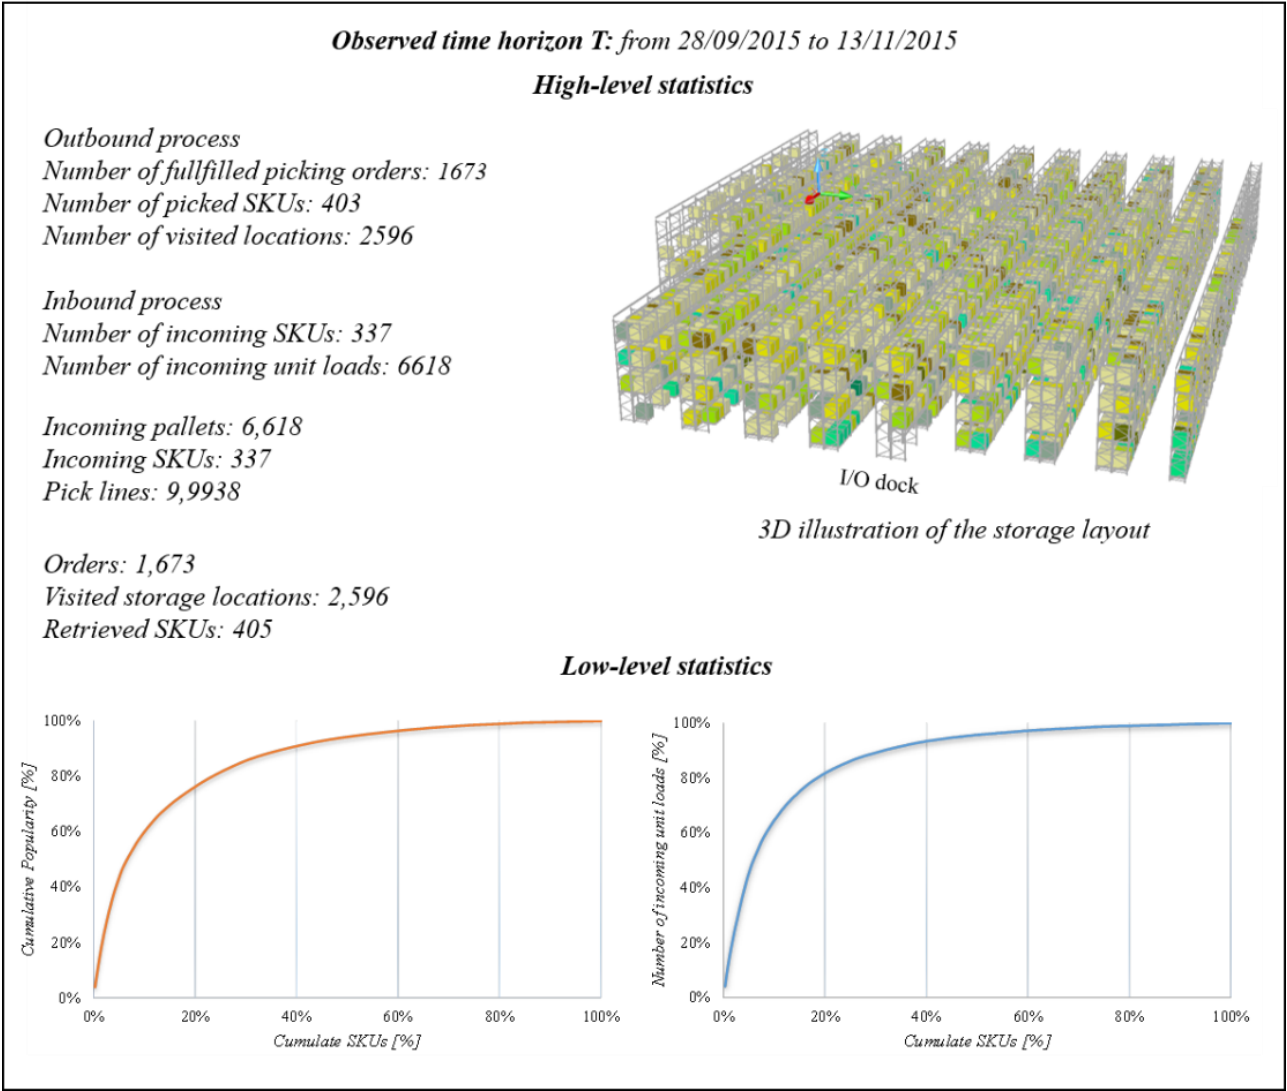 Observed time horizon T: from 28/09/2015 to 13/11/2015
High-level statistics
Outbound process
Number of fullfilled picking orders: 1673
Number of picked SKUs: 403
Number of visited locations: 2596
Inbound process
Number of incoming SKUs: 337
Number of incoming unit loads: 6618
Incoming pallets: 6,618
Incoming SKUs: 337
Pick lines: 9,9938
Orders: 1,673
Visited storage locations: 2,596
Retrieved SKUs: 405
I/O dock
3D illustration of the storage layout
Low-level statistics
Cumulative Popularity [%]
100%
80%
60%
40%
20%
0%
0% 20% 40% 60% 80% 100%
Cumulate SKUs [%]
Number of incoming unit loads [%]
100%
80%
60%
40%
20%
0%
0% 20% 40% 60% 80% 100%
Cumulate SKUs [%]